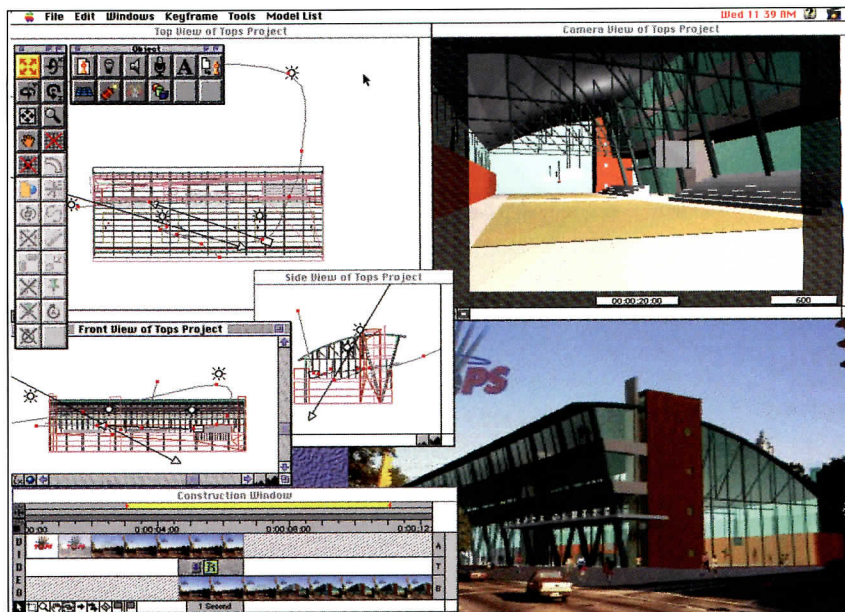 File Edit Windows Keyframe Tools Model List
Wed 11 39 AM
Top View of Tops Project
Camera View of Tops Project
Object
A
00:00:20:00
600
Side View of Tops Project
Front View of Tops Project
TOPS
Construction Window
00:00
0:00:04:00
0:00:08:00
0:00:12:
VIDEO
A
T
B
1 Second